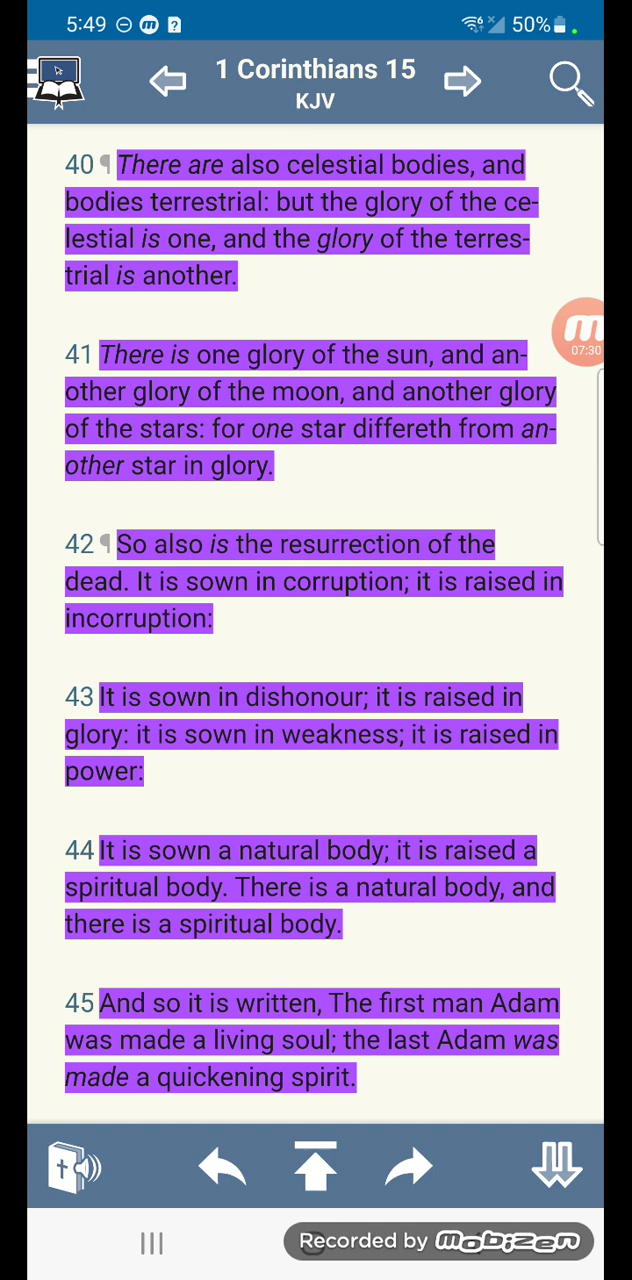 5:49
50%
1 Corinthians 15
KJV
40 ¶ There are also celestial bodies, and
bodies terrestrial: but the glory of the ce-
lestial is one, and the glory of the terres-
trial is another.
07:30
41 There is one glory of the sun, and an-
other glory of the moon, and another glory
of the stars: for one star differeth from an-
other star in glory.
42 ¶ So also is the resurrection of the
dead. It is sown in corruption; it is raised in
incorruption:
43 It is sown in dishonour; it is raised in
glory: it is sown in weakness; it is raised in
power:
44 It is sown a natural body; it is raised a
spiritual body. There is a natural body, and
there is a spiritual body.
45 And so it is written, The first man Adam
was made a living soul; the last Adam was
made a quickening spirit.
Recorded by mobizen